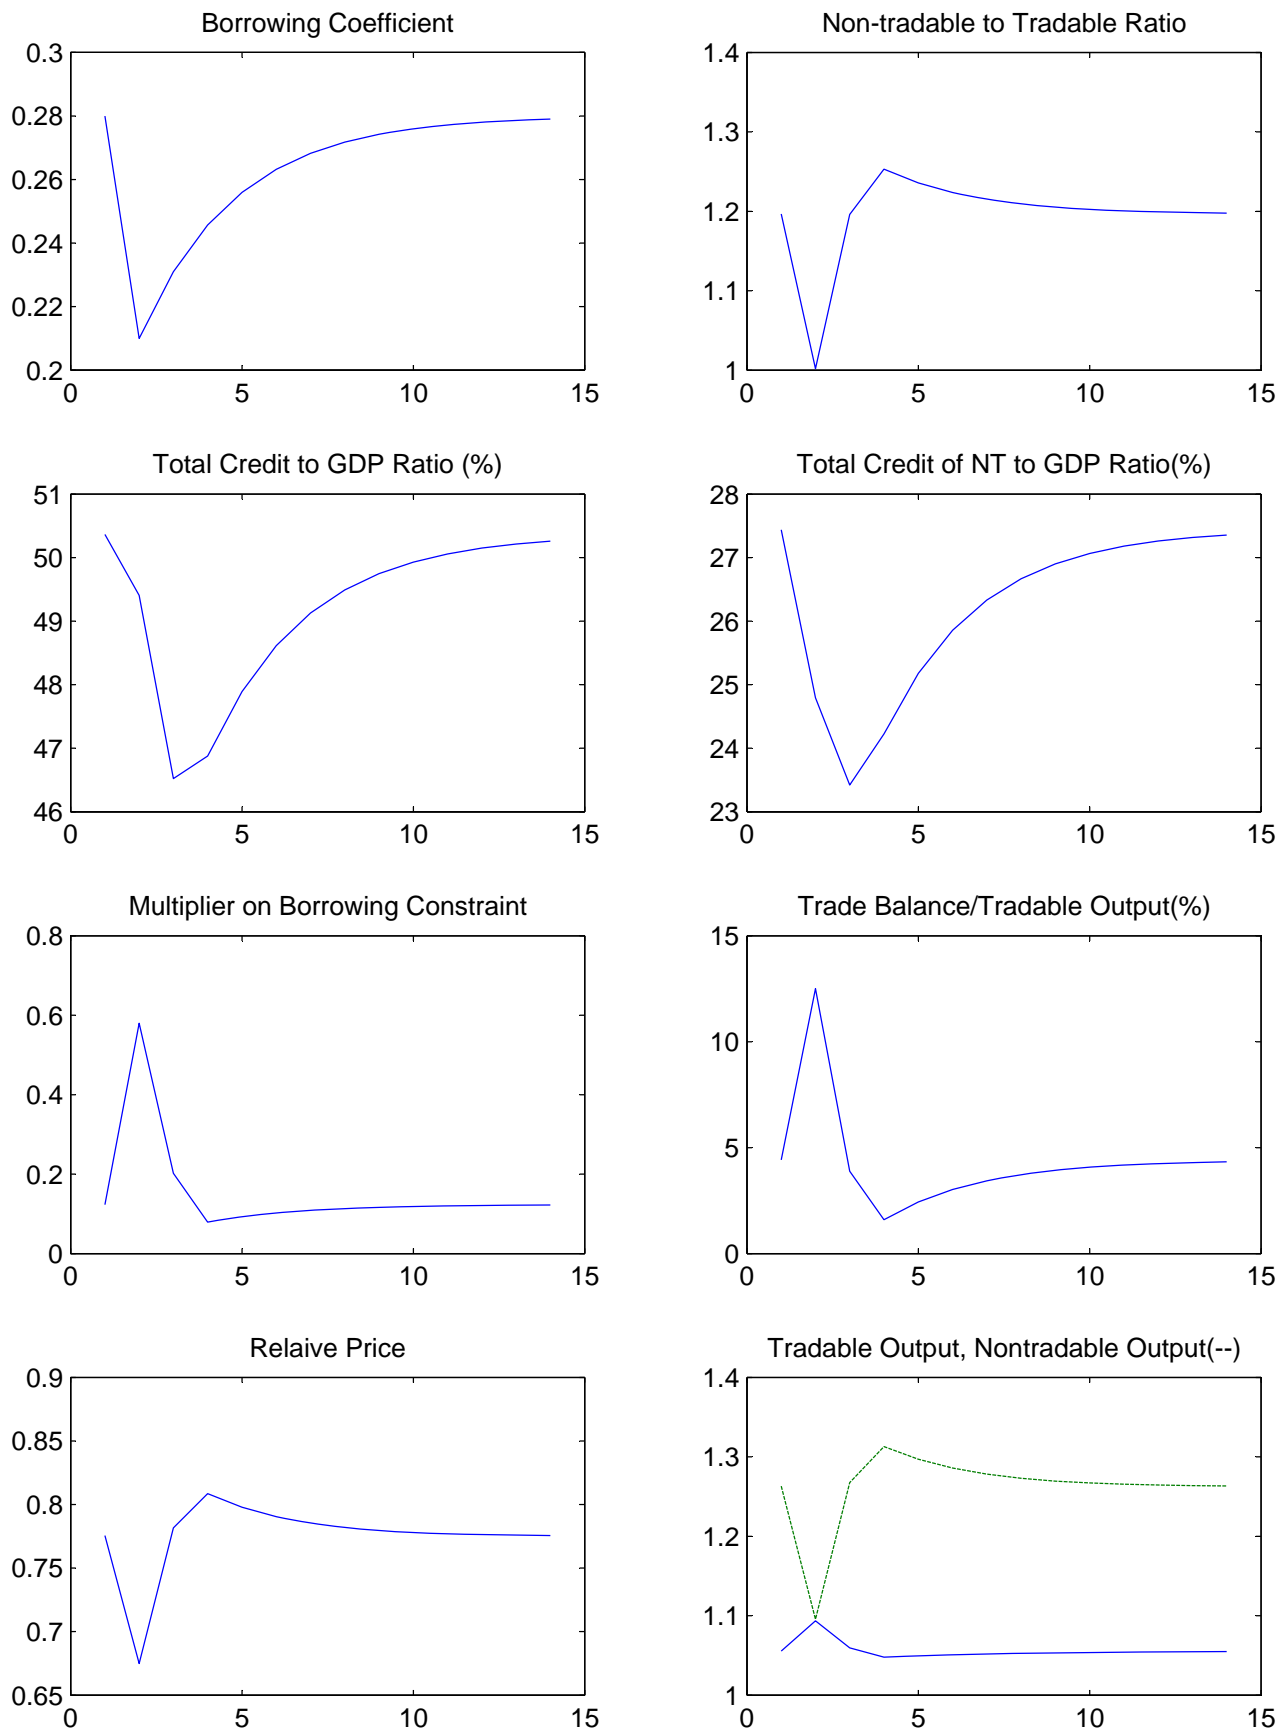 Borrowing Coefficient
0.3
0.28
0.26
0.24
0.22
0.2
0 5 10 15
Non-tradable to Tradable Ratio
1.4
1.3
1.2
1.1
1
0 5 10 15
Total Credit to GDP Ratio (%)
51
50
49
48
47
46
0 5 10 15
Total Credit of NT to GDP Ratio(%)
28
27
26
25
24
23
0 5 10 15
Multiplier on Borrowing Constraint
0.8
0.6
0.4
0.2
0
0 5 10 15
Trade Balance/Tradable Output(%)
15
10
5
0
0 5 10 15
Relaive Price
0.9
0.85
0.8
0.75
0.7
0.65
0 5 10 15
Tradable Output, Nontradable Output(--)
1.4
1.3
1.2
1.1
1
0 5 10 15